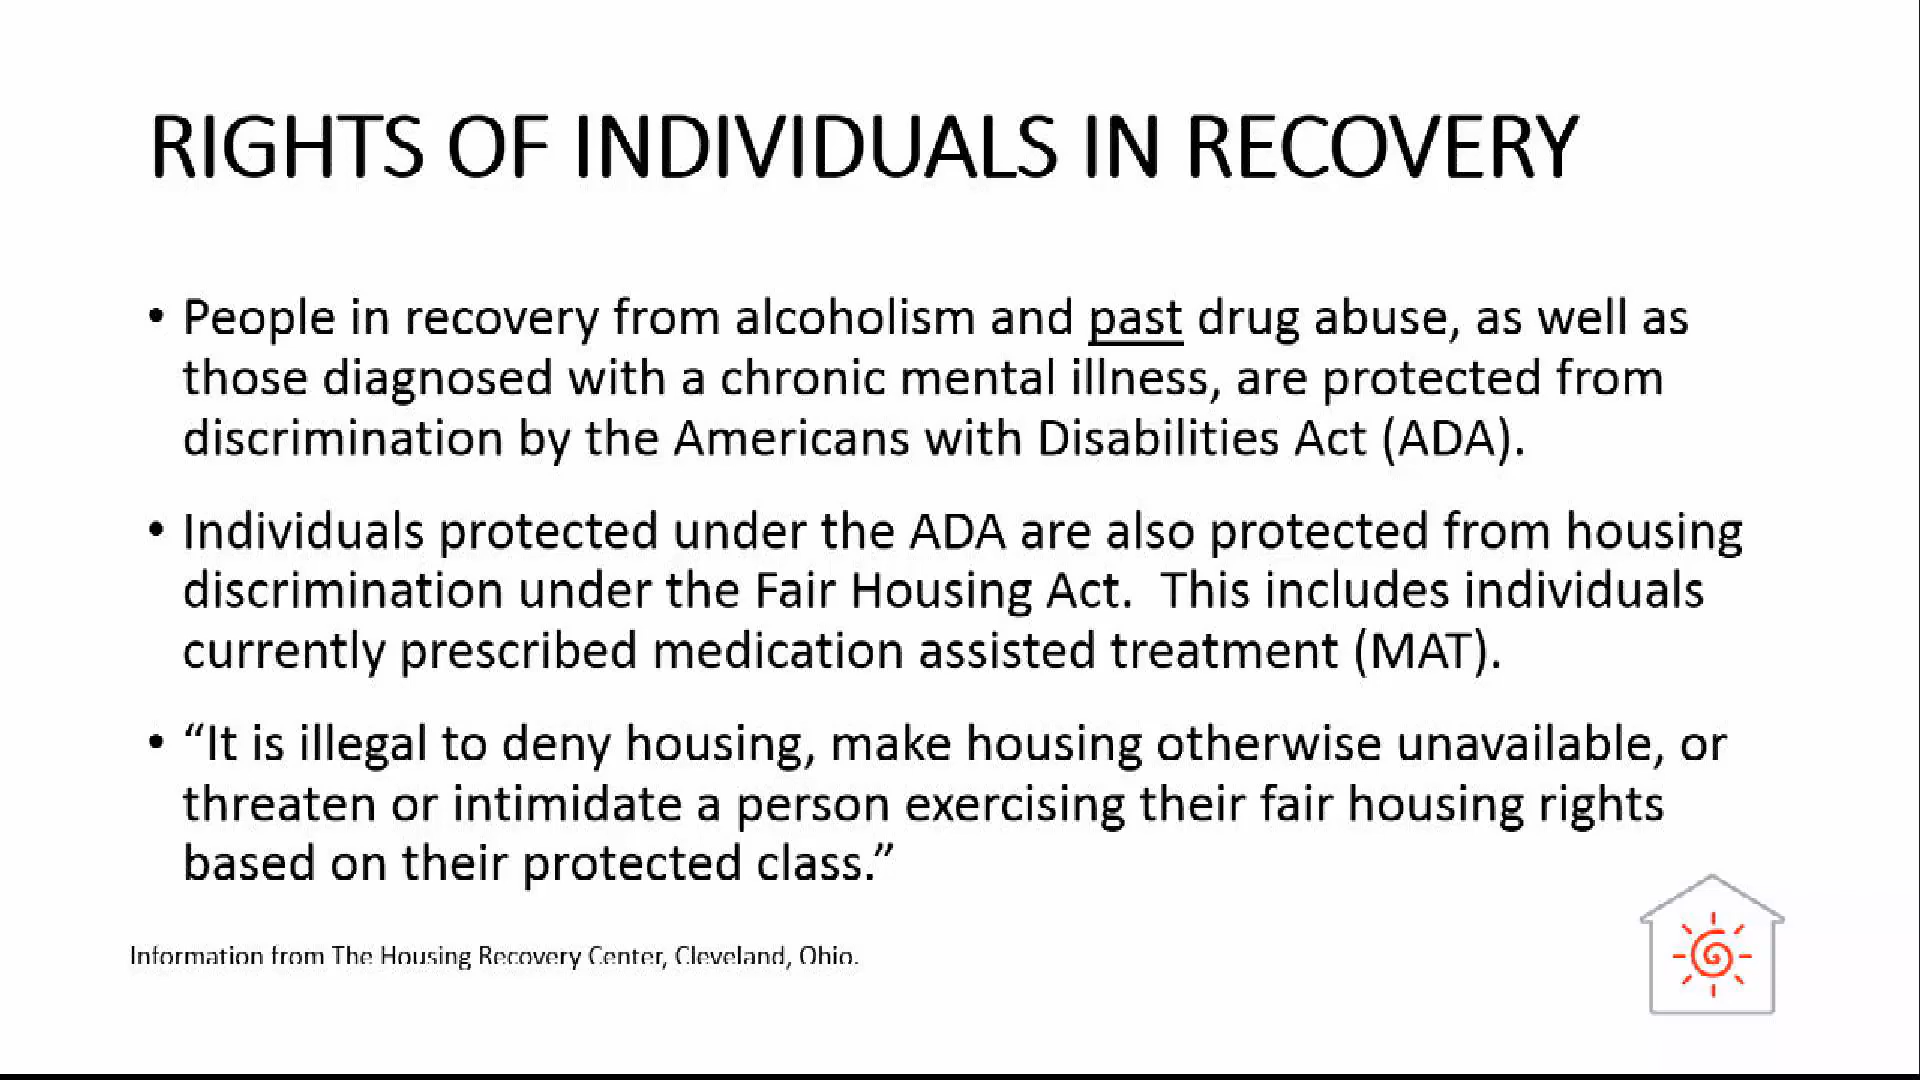 RIGHTS OF INDIVIDUALS IN RECOVERY
• People in recovery from alcoholism and past drug abuse, as well as
those diagnosed with a chronic mental illness, are protected from
discrimination by the Americans with Disabilities Act (ADA).
• Individuals protected under the ADA are also protected from housing
discrimination under the Fair Housing Act.  This includes individuals
currently prescribed medication assisted treatment (MAT).
• “It is illegal to deny housing, make housing otherwise unavailable, or
threaten or intimidate a person exercising their fair housing rights
based on their protected class.”
Information from The Housing Recovery Center, Cleveland, Ohio.